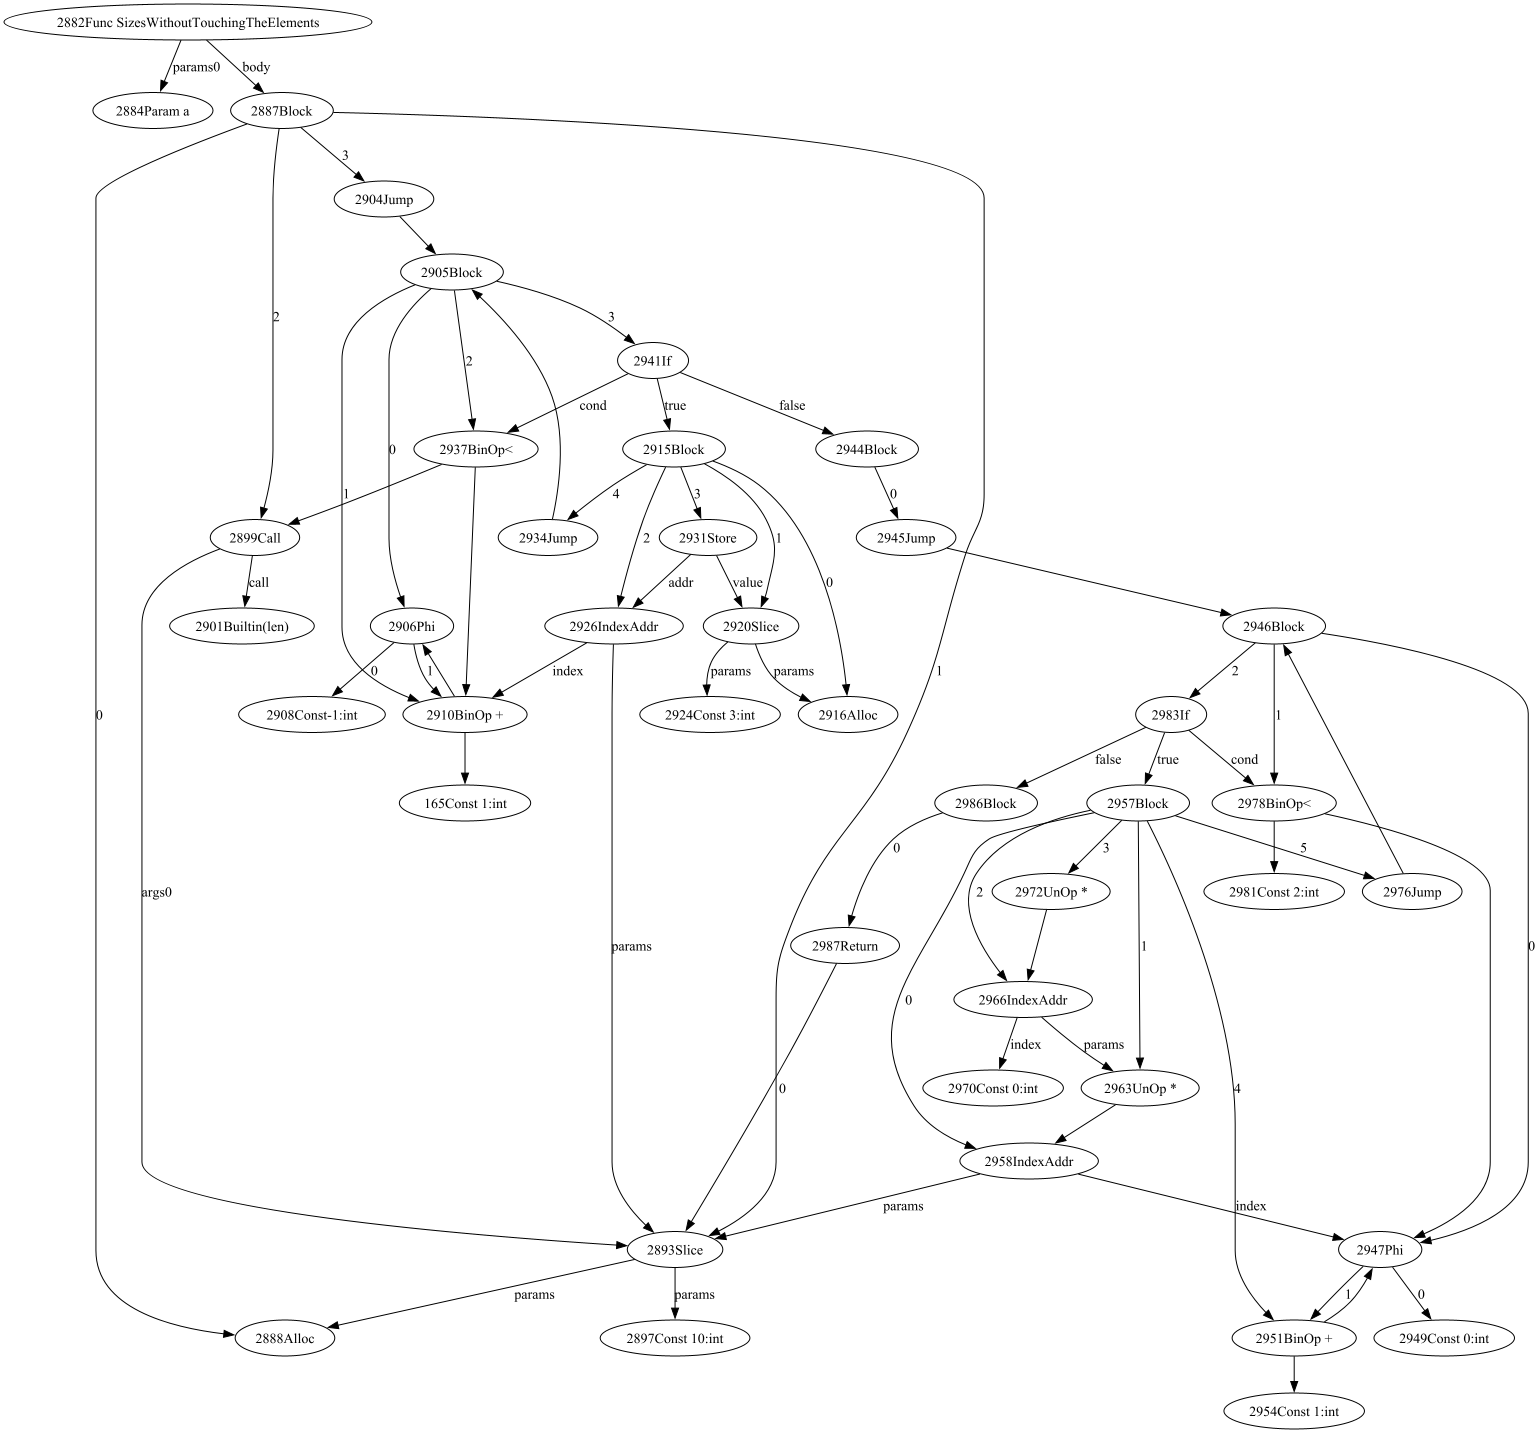 2882Func SizesWithoutTouchingTheElements
params0
body
2884Param a
2887Block
3
2904Jump
2905Block
2
3
2941If
0
2
cond
true
false
2937BinOp<
2915Block
2944Block
1
4
3
1
0
2899Call
2934Jump
2
2931Store
0
2945Jump
call
addr
value
2901Builtin(len)
2906Phi
2926IndexAddr
2920Slice
2946Block
0
1
index
params
params
1
2
0
2908Const-1:int
2910BinOp +
2924Const 3:int
2916Alloc
2983If
1
false
true
cond
165Const 1:int
2986Block
2957Block
2978BinOp<
0
3
5
args0
2
2972UnOp *
2981Const 2:int
2976Jump
params
2987Return
1
0
0
2966IndexAddr
index
params
0
2970Const 0:int
2963UnOp *
4
2958IndexAddr
params
index
2893Slice
2947Phi
params
params
1
0
2888Alloc
2897Const 10:int
2951BinOp +
2949Const 0:int
2954Const 1:int